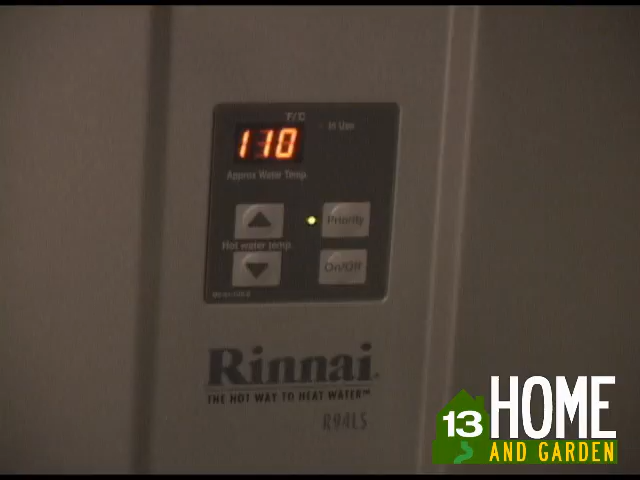 °F/°C
In Use
110
Approx Water Temp.
Priority
Hot water temp.
On/Off
Rinnai
THE HOT WAY TO HEAT WATER™
R94LS
13 HOME
AND GARDEN